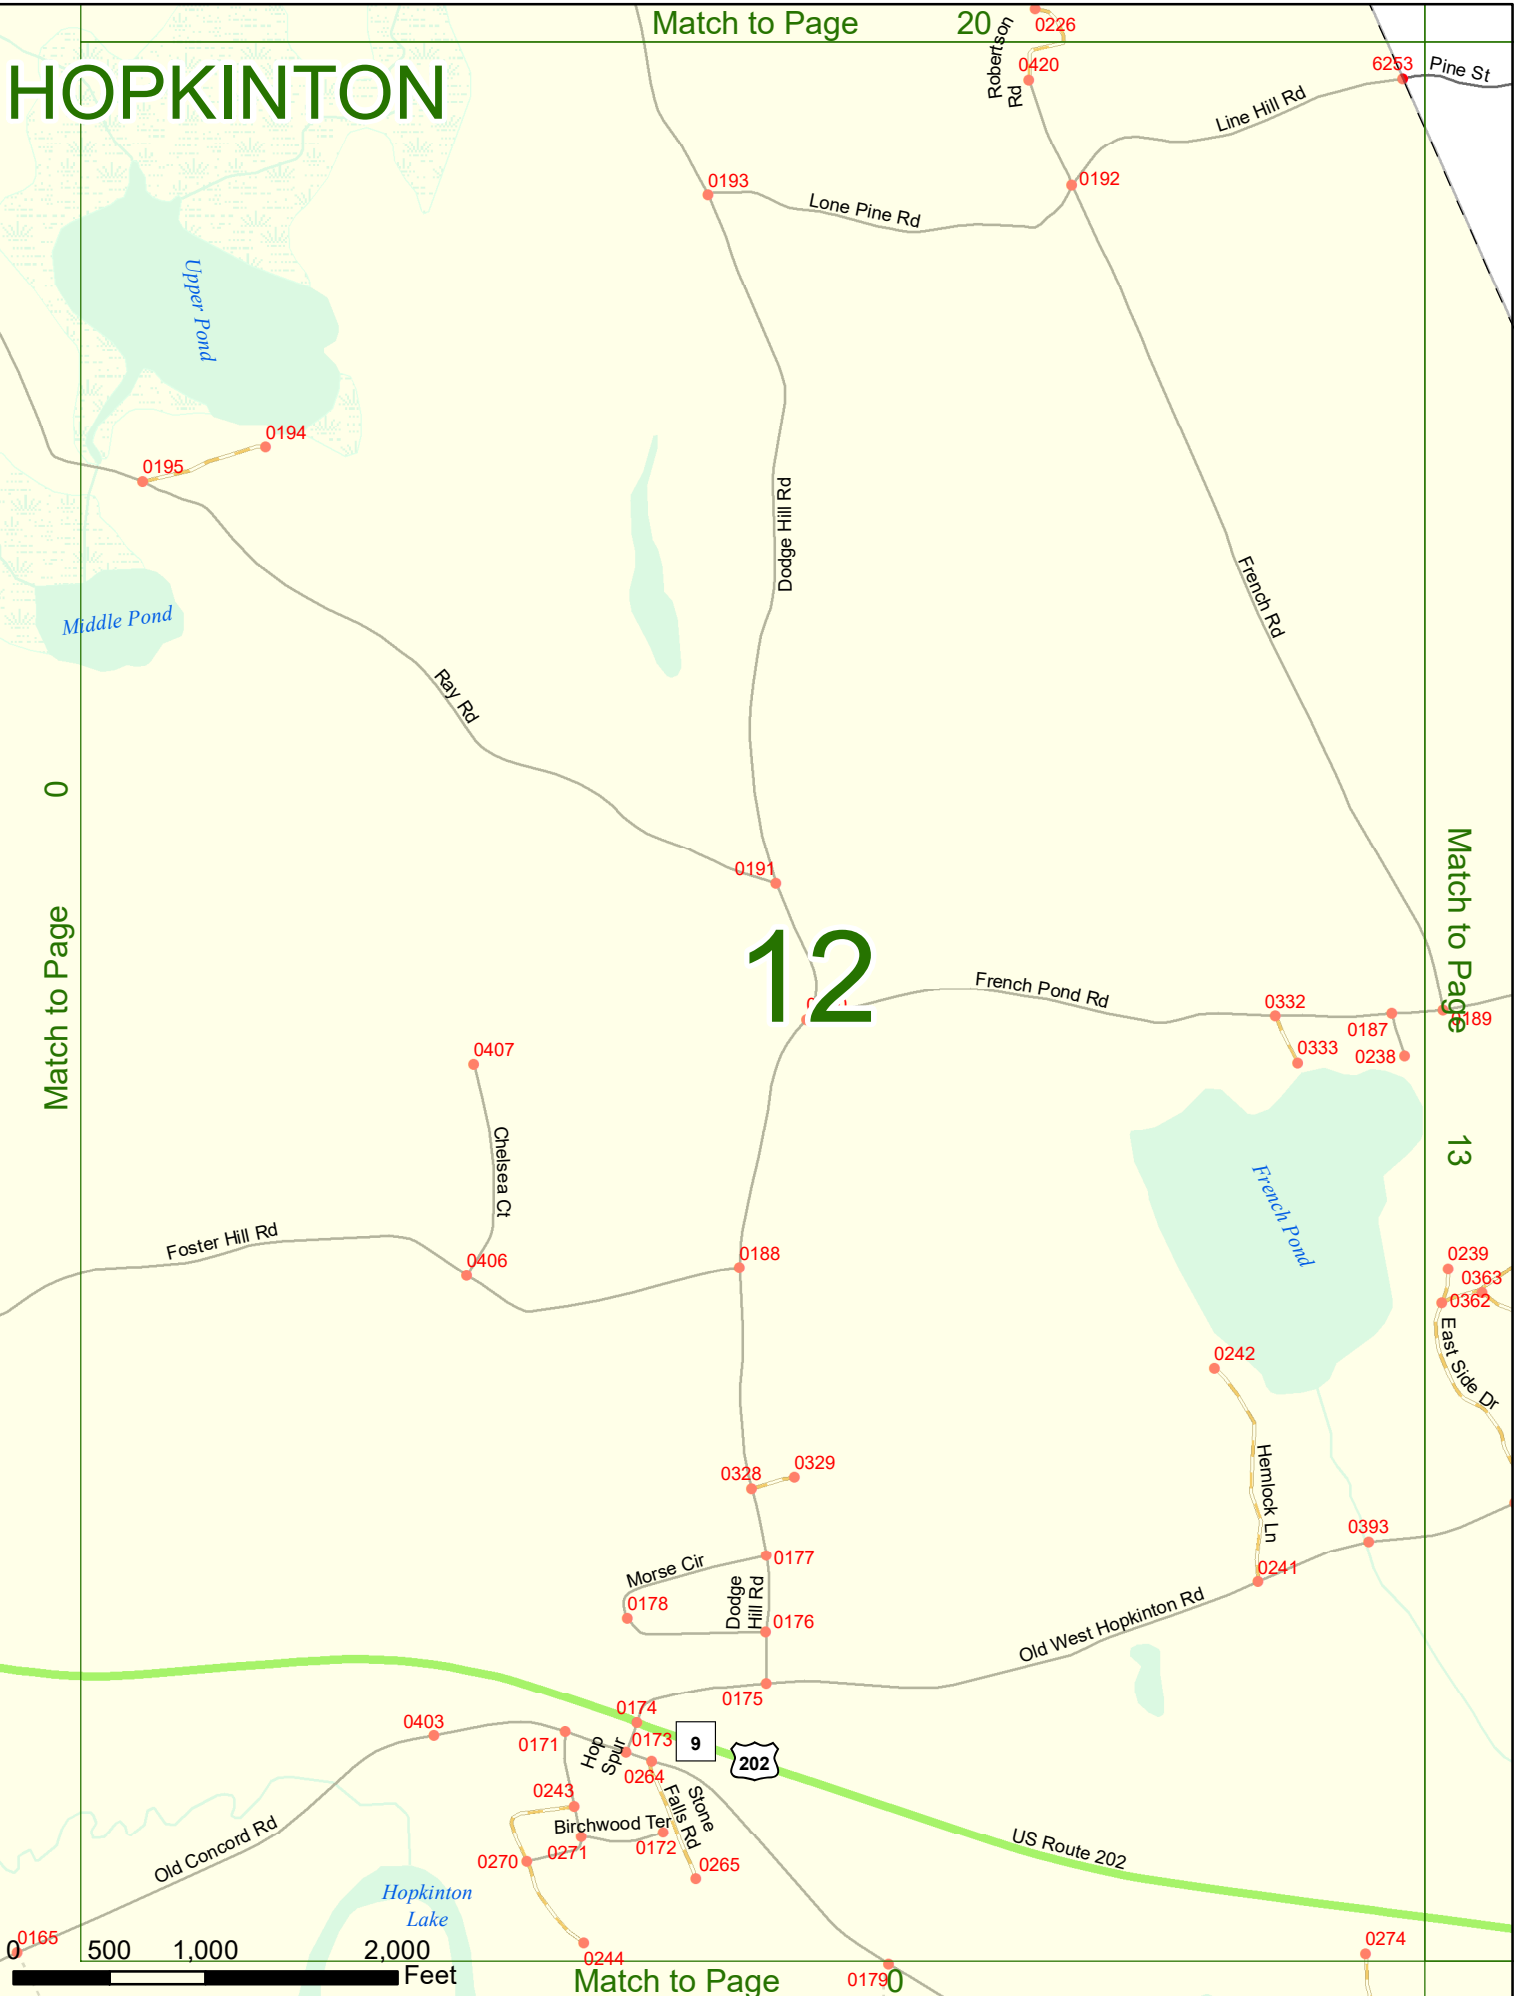 Match to Page 20
HOPKINTON
0226
Robertson
Rd
0420
6253
Pine St
Line Hill Rd
0193
0192
Lone Pine Rd
Upper Pond
0194
0195
Dodge Hill Rd
French Rd
Middle Pond
Ray Rd
Match to Page 0
Match to Page 13
0191
12
French Pond Rd
0332
0187
0189
0333
0238
0407
Chelsea Ct
French Pond
Foster Hill Rd
0406
0188
0239
0363
0362
East Side Dr
0242
Hemlock Ln
0328
0329
0393
0177
Morse Cir
0241
0178
Dodge
Hill Rd
0176
Old West Hopkinton Rd
0175
0174
0403
0171
Hop
Spur
0173
9
202
0264
Stone
Falls Rd
0243
Birchwood Ter
0271
0172
0270
0265
Old Concord Rd
US Route 202
Hopkinton
Lake
0165
0244
0274
0179
0 500 1,000 2,000
Feet
Match to Page 0